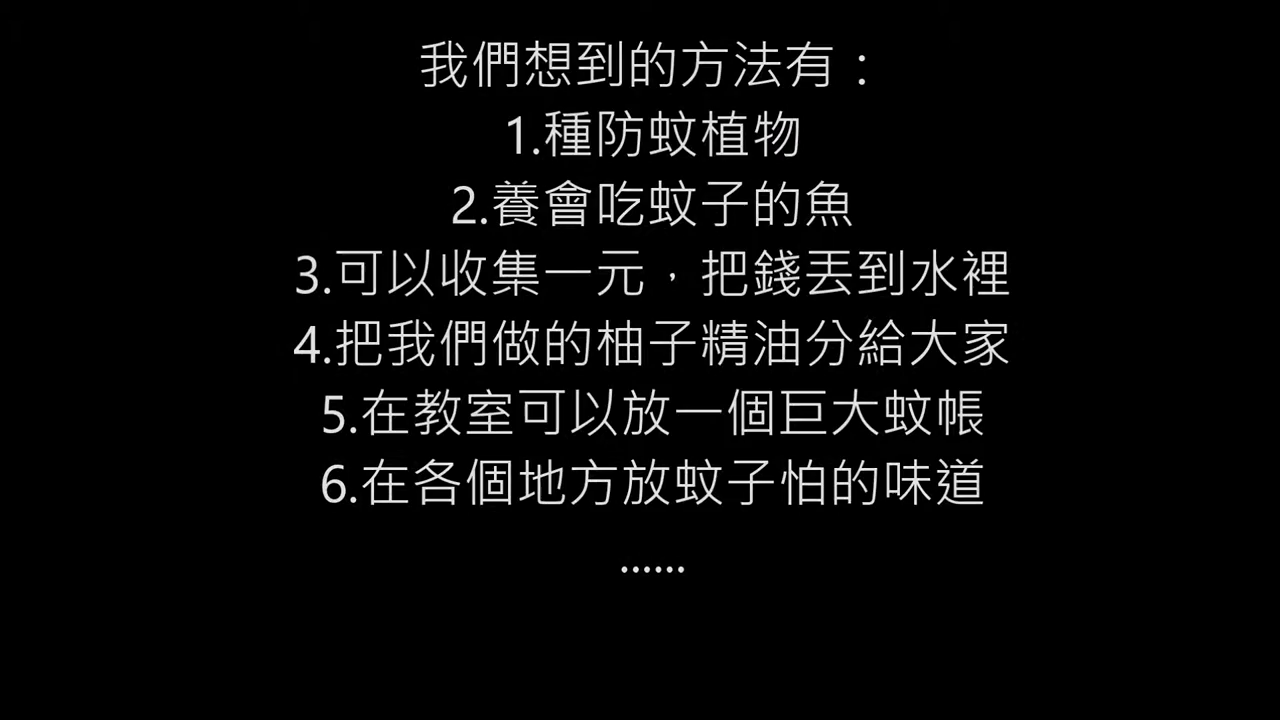 我們想到的方法有：
1.種防蚊植物
2.養會吃蚊子的魚
3.可以收集一元，把錢丟到水裡
4.把我們做的柚子精油分給大家
5.在教室可以放一個巨大蚊帳
6.在各個地方放蚊子怕的味道
......